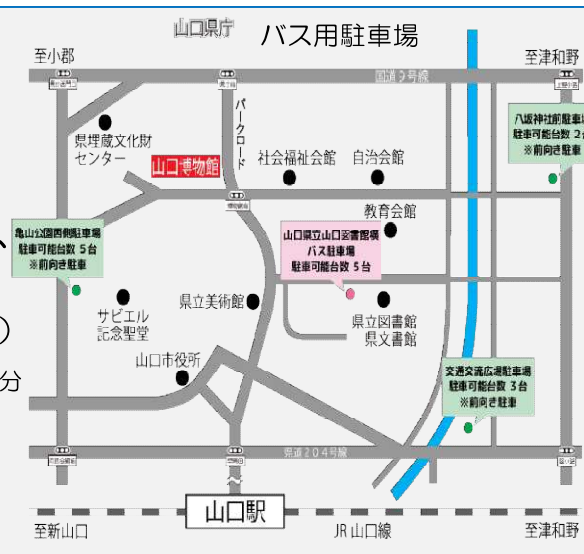 山口県庁
バス用駐車場
至小郡
至津和野
国道9号線
パークロード
県埋蔵文化財
センター
山口博物館
社会福祉会館
自治会館
八坂神社前駐車場
駐車可能台数 2台
※前向き駐車
教育会館
亀山公園西側駐車場
駐車可能台数 5台
※前向き駐車
山口県立山口図書館横
バス駐車場
駐車可能台数 5台
サビエル
記念聖堂
県立美術館
県立図書館
県文書館
分
山口市役所
交通交流広場駐車場
駐車可能台数 3台
※前向き駐車
県道204号線
山口駅
至新山口
JR山口線
至津和野